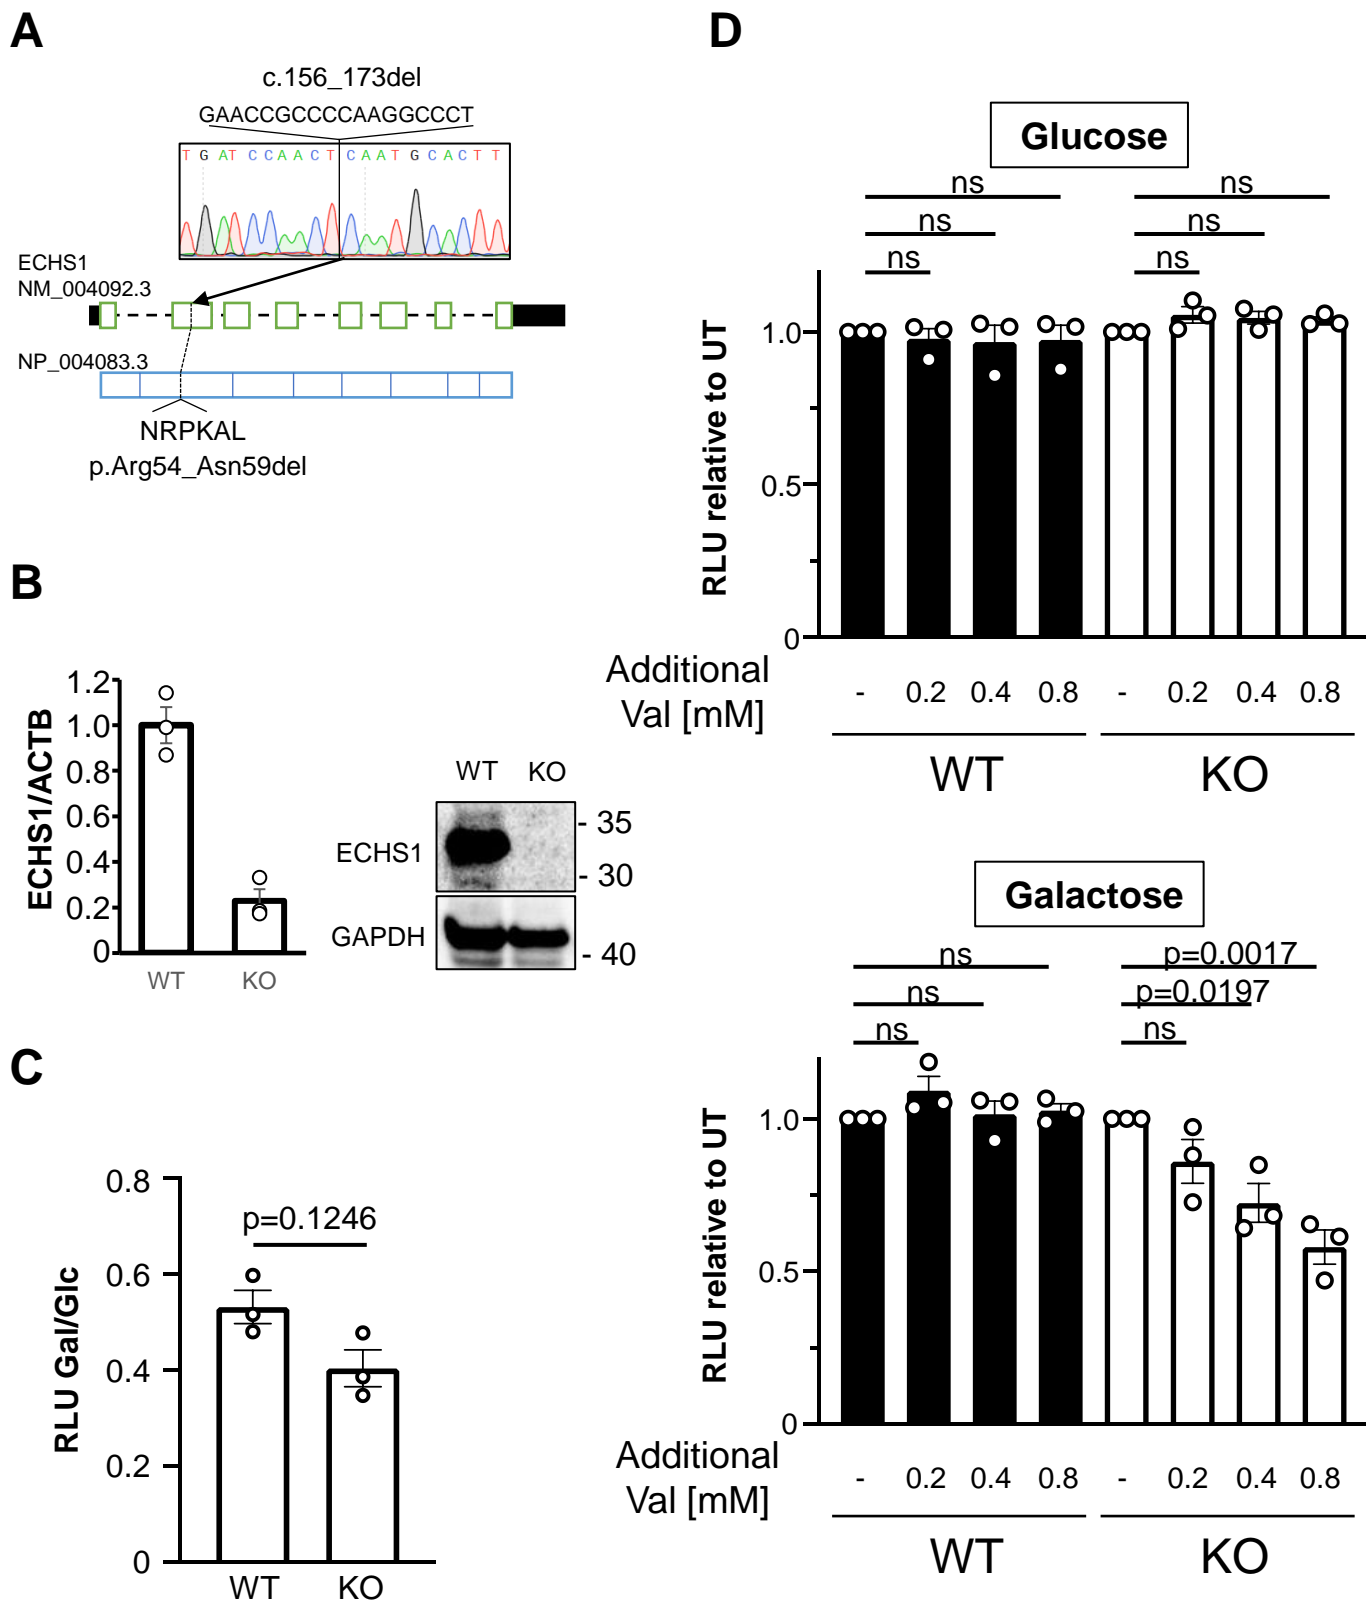 A
c.156_173del
GAACCGCCCCAAGGCCCT
TGATCCAACTCAATGCACTT
ECHS1
NM_004092.3
NP_004083.3
NRPKAL
p.Arg54_Asn59del
B
ECHS1/ACTB
1.2
1.0
0.8
0.6
0.4
0.2
0
WT KO
WT KO
ECHS1
- 35
- 30
GAPDH
- 40
C
RLU Gal/Glc
0.8
0.6
0.4
0.2
0
p=0.1246
WT KO
D
Glucose
ns ns
ns ns
ns ns
RLU relative to UT
1.0
0.5
0
Additional
Val [mM]
- 0.2 0.4 0.8 - 0.2 0.4 0.8
WT KO
Galactose
ns p=0.0017
ns p=0.0197
ns ns
RLU relative to UT
1.0
0.5
0
Additional
Val [mM]
- 0.2 0.4 0.8 - 0.2 0.4 0.8
WT KO